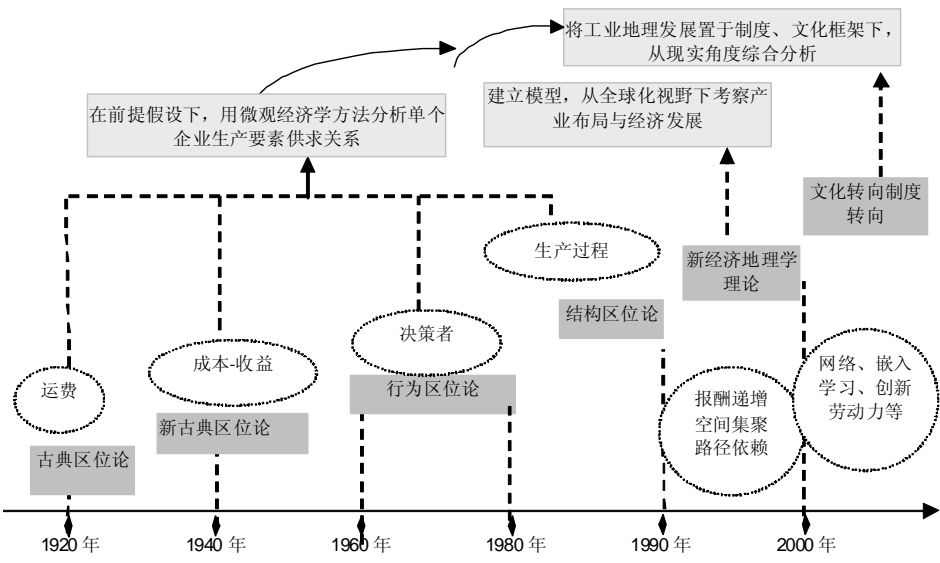 将工业地理发展置于制度、文化框架下，
从现实角度综合分析
在前提假设下，用微观经济学方法分析单个
企业生产要素供求关系
建立模型，从全球化视野下考察产
业布局与经济发展
文化转向制度
转向
生产过程
新经济地理学
理论
结构区位论
决策者
行为区位论
成本-收益
新古典区位论
运费
古典区位论
报酬递增
空间集聚
路径依赖
网络、嵌入
学习、创新
劳动力等
1920年
1940年
1960年
1980年
1990年
2000年